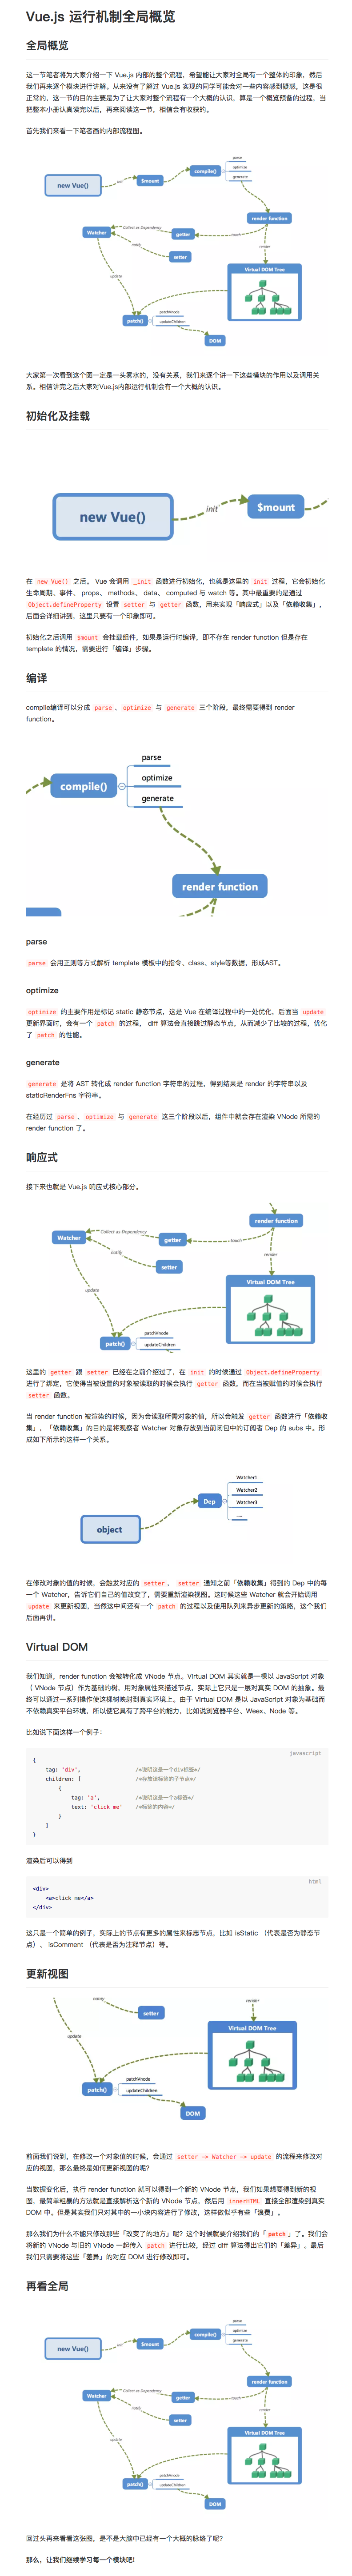 Vue.js 运行机制全局概览
全局概览
这一节笔者将为大家介绍一下 Vue.js 内部的整个流程，希望能让大家对全局有一个整体的印象，然后
我们再来逐个模块进行讲解。从来没有了解过 Vue.js 实现的同学可能会对一些内容感到疑惑，这是很
正常的，这一节的目的主要是为了让大家对整个流程有一个大概的认识，算是一个概览预备的过程，当
把整本小册认真读完以后，再来阅读这一节，相信会有收获的。
首先我们来看一下笔者画的内部流程图。
new Vue()
init
$mount
compile()
parse
optimize
generate
render function
Watcher
Collect as Dependency
getter
touch
notify
setter
render
update
Virtual DOM Tree
patch()
patchVnode
updateChildren
DOM
大家第一次看到这个图一定是一头雾水的，没有关系，我们来逐个讲一下这些模块的作用以及调用关
系。相信讲完之后大家对Vue.js内部运行机制会有一个大概的认识。
初始化及挂载
new Vue()
init
$mount
在 new Vue() 之后。 Vue 会调用 _init 函数进行初始化，也就是这里的 init 过程，它会初始化
生命周期、事件、 props、 methods、 data、 computed 与 watch 等。其中最重要的是通过
Object.defineProperty 设置 setter 与 getter 函数，用来实现「响应式」以及「依赖收集」，
后面会详细讲到，这里只要有一个印象即可。
初始化之后调用 $mount 会挂载组件，如果是运行时编译，即不存在 render function 但是存在
template 的情况，需要进行「编译」步骤。
编译
compile编译可以分成 parse、optimize 与 generate 三个阶段，最终需要得到 render
function。
compile()
parse
optimize
generate
render function
parse
parse 会用正则等方式解析 template 模板中的指令、class、style等数据，形成AST。
optimize
optimize 的主要作用是标记 static 静态节点，这是 Vue 在编译过程中的一处优化，后面当 update
更新界面时，会有一个 patch 的过程， diff 算法会直接跳过静态节点，从而减少了比较的过程，优化
了 patch 的性能。
generate
generate 是将 AST 转化成 render function 字符串的过程，得到结果是 render 的字符串以及
staticRenderFns 字符串。
在经历过 parse、optimize 与 generate 这三个阶段以后，组件中就会存在渲染 VNode 所需的
render function 了。
响应式
接下来也就是 Vue.js 响应式核心部分。
render function
Watcher
Collect as Dependency
getter
touch
notify
setter
render
update
Virtual DOM Tree
patch()
patchVnode
updateChildren
这里的 getter 跟 setter 已经在之前介绍过了，在 init 的时候通过 Object.defineProperty
进行了绑定，它使得当被设置的对象被读取的时候会执行 getter 函数，而在当被赋值的时候会执行
setter 函数。
当 render function 被渲染的时候，因为会读取所需对象的值，所以会触发 getter 函数进行「依赖收
集」，「依赖收集」的目的是将观察者 Watcher 对象存放到当前闭包中的订阅者 Dep 的 subs 中。形
成如下所示的这样一个关系。
object
Dep
Watcher1
Watcher2
Watcher3
....
在修改对象的值的时候，会触发对应的 setter， setter 通知之前「依赖收集」得到的 Dep 中的每
一个 Watcher，告诉它们自己的值改变了，需要重新渲染视图。这时候这些 Watcher 就会开始调用
update 来更新视图，当然这中间还有一个 patch 的过程以及使用队列来异步更新的策略，这个我们
后面再讲。
Virtual DOM
我们知道，render function 会被转化成 VNode 节点。Virtual DOM 其实就是一棵以 JavaScript 对象
（ VNode 节点）作为基础的树，用对象属性来描述节点，实际上它只是一层对真实 DOM 的抽象。最
终可以通过一系列操作使这棵树映射到真实环境上。由于 Virtual DOM 是以 JavaScript 对象为基础而
不依赖真实平台环境，所以使它具有了跨平台的能力，比如说浏览器平台、Weex、Node 等。
比如说下面这样一个例子：
javascript
{
tag: 'div', /*说明这是一个div标签*/
children: [ /*存放该标签的子节点*/
{
tag: 'a', /*说明这是一个a标签*/
text: 'click me' /*标签的内容*/
}
]
}
渲染后可以得到
html
<div>
<a>click me</a>
</div>
这只是一个简单的例子，实际上的节点有更多的属性来标志节点，比如 isStatic （代表是否为静态节
点）、 isComment （代表是否为注释节点）等。
更新视图
notify
setter
render
update
Virtual DOM Tree
patch()
patchVnode
updateChildren
DOM
前面我们说到，在修改一个对象值的时候，会通过 setter -> Watcher -> update 的流程来修改对
应的视图，那么最终是如何更新视图的呢？
当数据变化后，执行 render function 就可以得到一个新的 VNode 节点，我们如果想要得到新的视
图，最简单粗暴的方法就是直接解析这个新的 VNode 节点，然后用 innerHTML 直接全部渲染到真实
DOM 中。但是其实我们只对其中的一小块内容进行了修改，这样做似乎有些「浪费」。
那么我们为什么不能只修改那些「改变了的地方」呢？这个时候就要介绍我们的「patch」了。我们会
将新的 VNode 与旧的 VNode 一起传入 patch 进行比较，经过 diff 算法得出它们的「差异」。最后
我们只需要将这些「差异」的对应 DOM 进行修改即可。
再看全局
new Vue()
init
$mount
compile()
parse
optimize
generate
render function
Watcher
Collect as Dependency
getter
touch
notify
setter
render
update
Virtual DOM Tree
patch()
patchVnode
updateChildren
DOM
回过头再来看看这张图，是不是大脑中已经有一个大概的脉络了呢？
那么，让我们继续学习每一个模块吧！